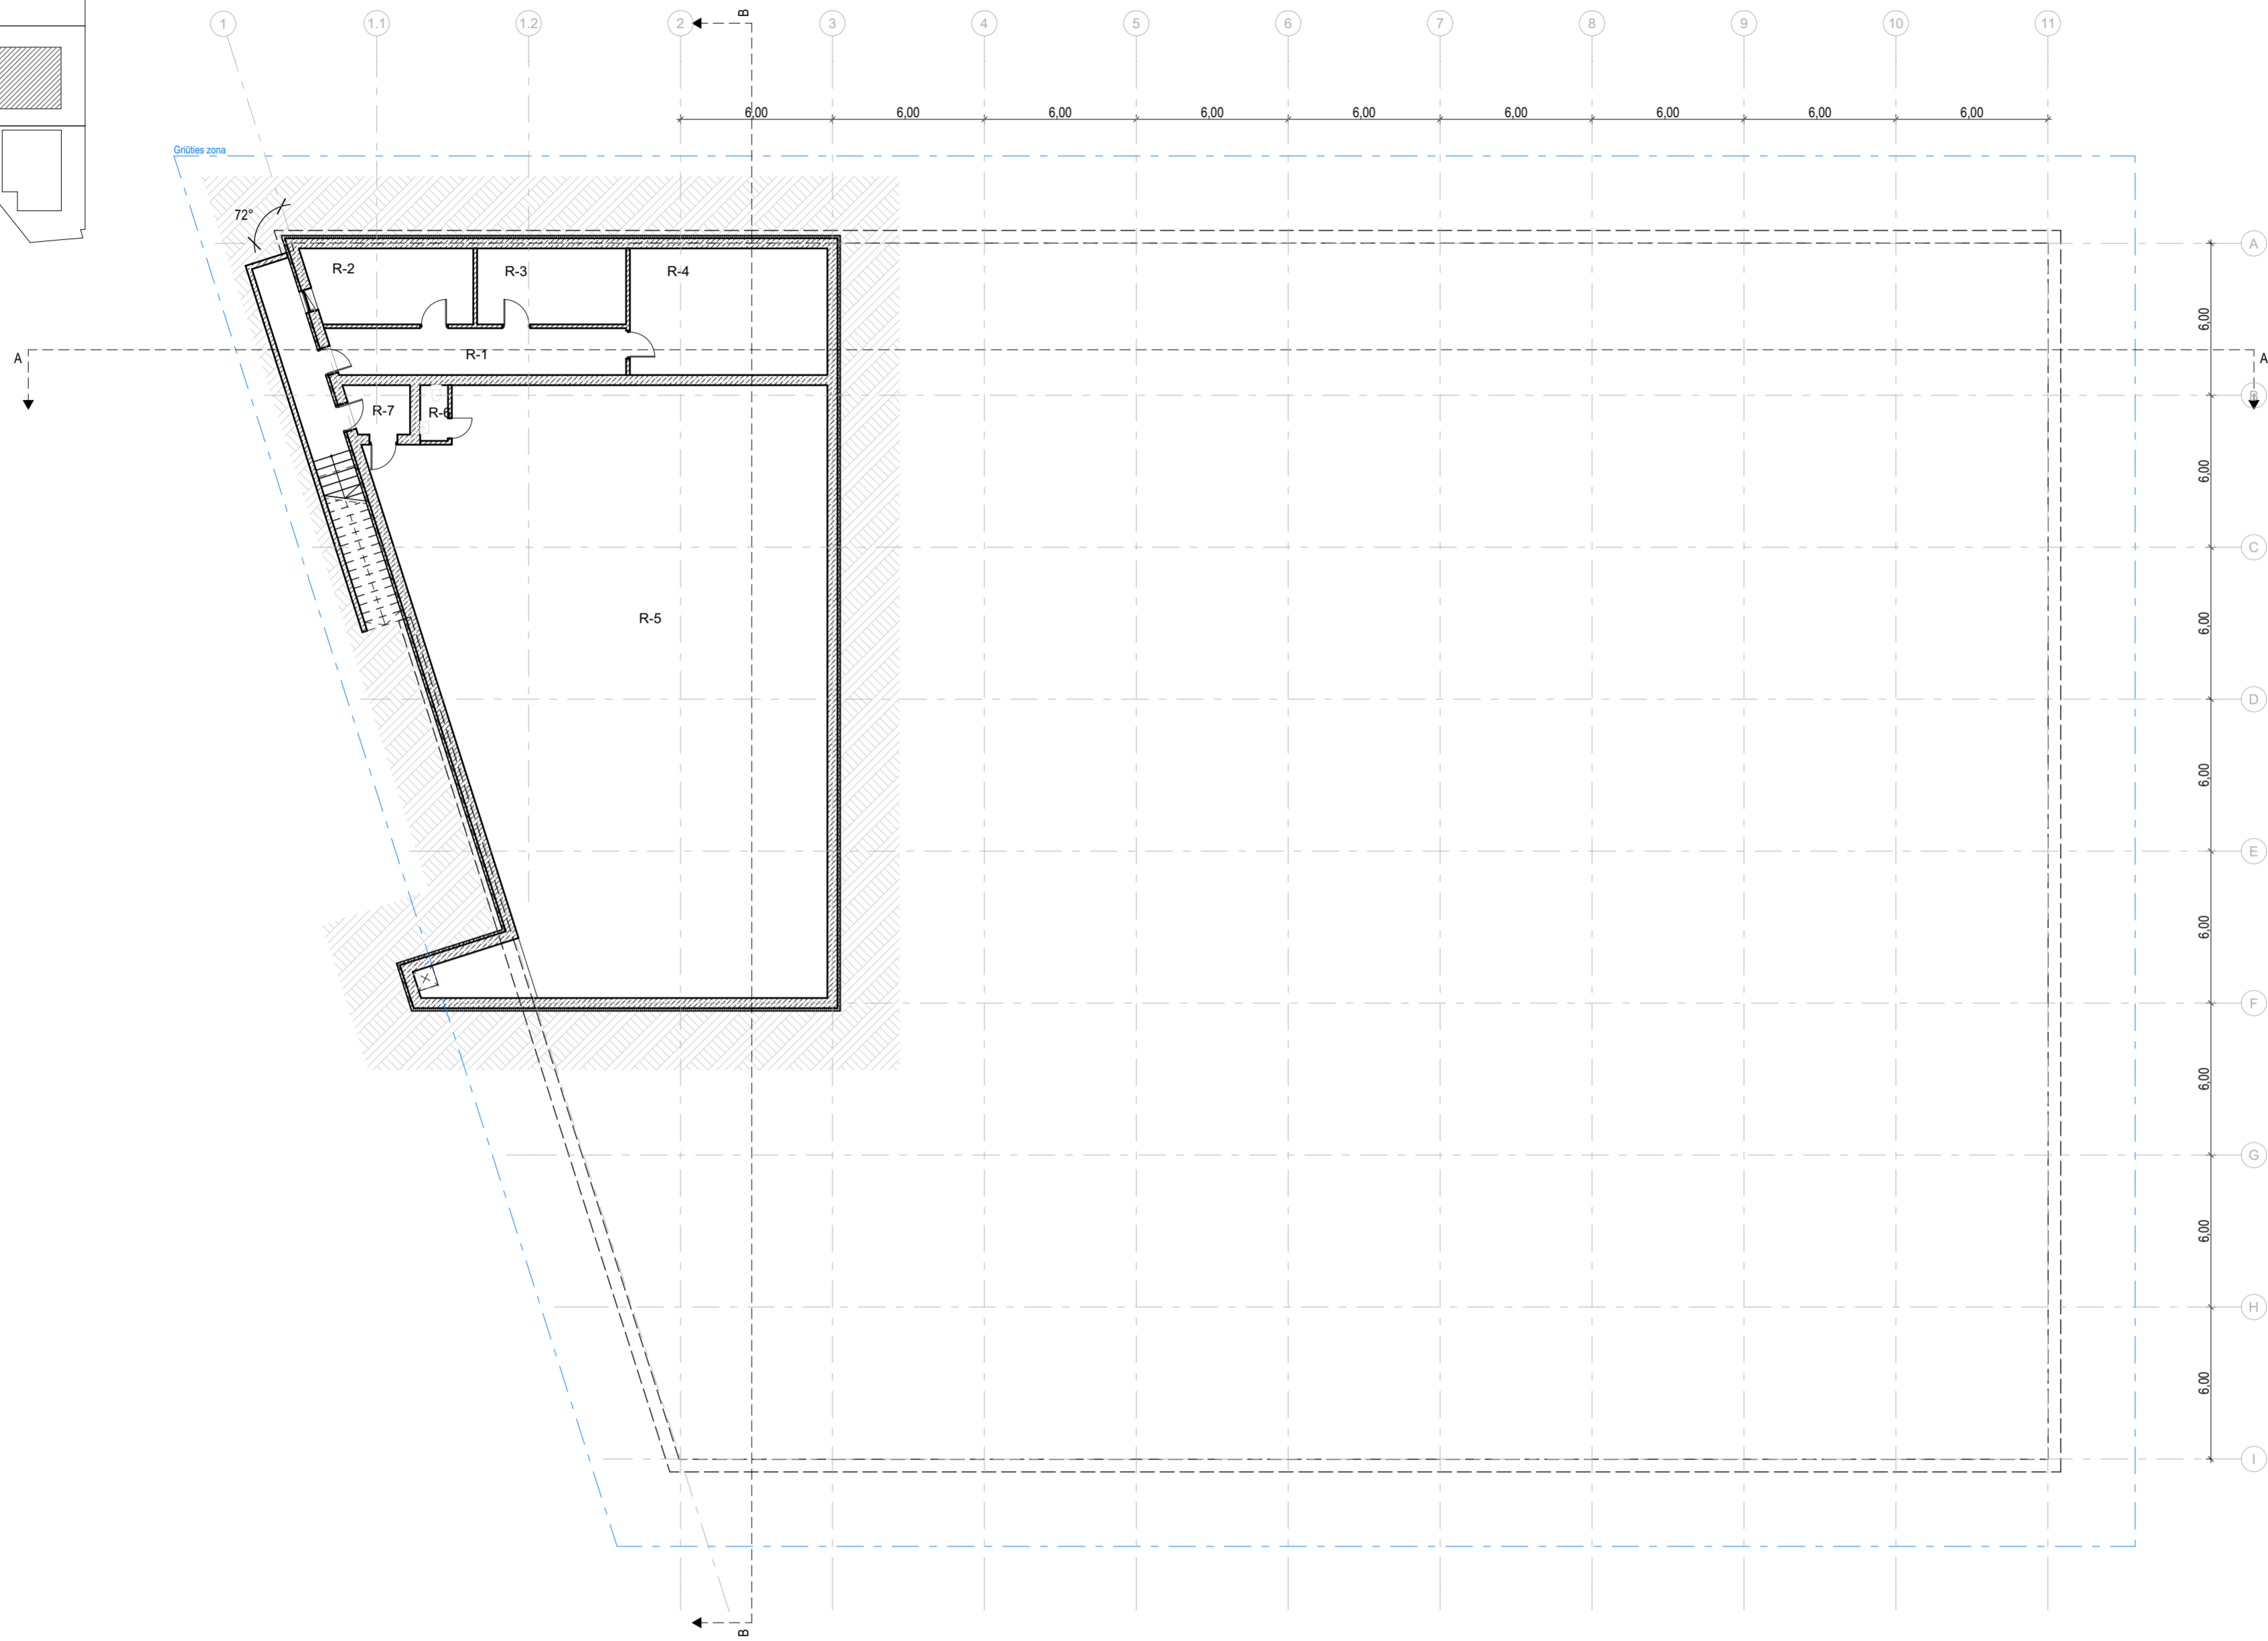 1 1.1 1.2 2 B 3 4 5 6 7 8 9 10 11
6,00 6,00 6,00 6,00 6,00 6,00 6,00 6,00 6,00
Griūties zona
72°
A
R-2 R-3 R-4
6,00
A R-1 A
B
R-7 R-6
6,00
C
R-5 6,00
D
6,00
E
6,00
F
6,00
G
6,00
H
6,00
I
B